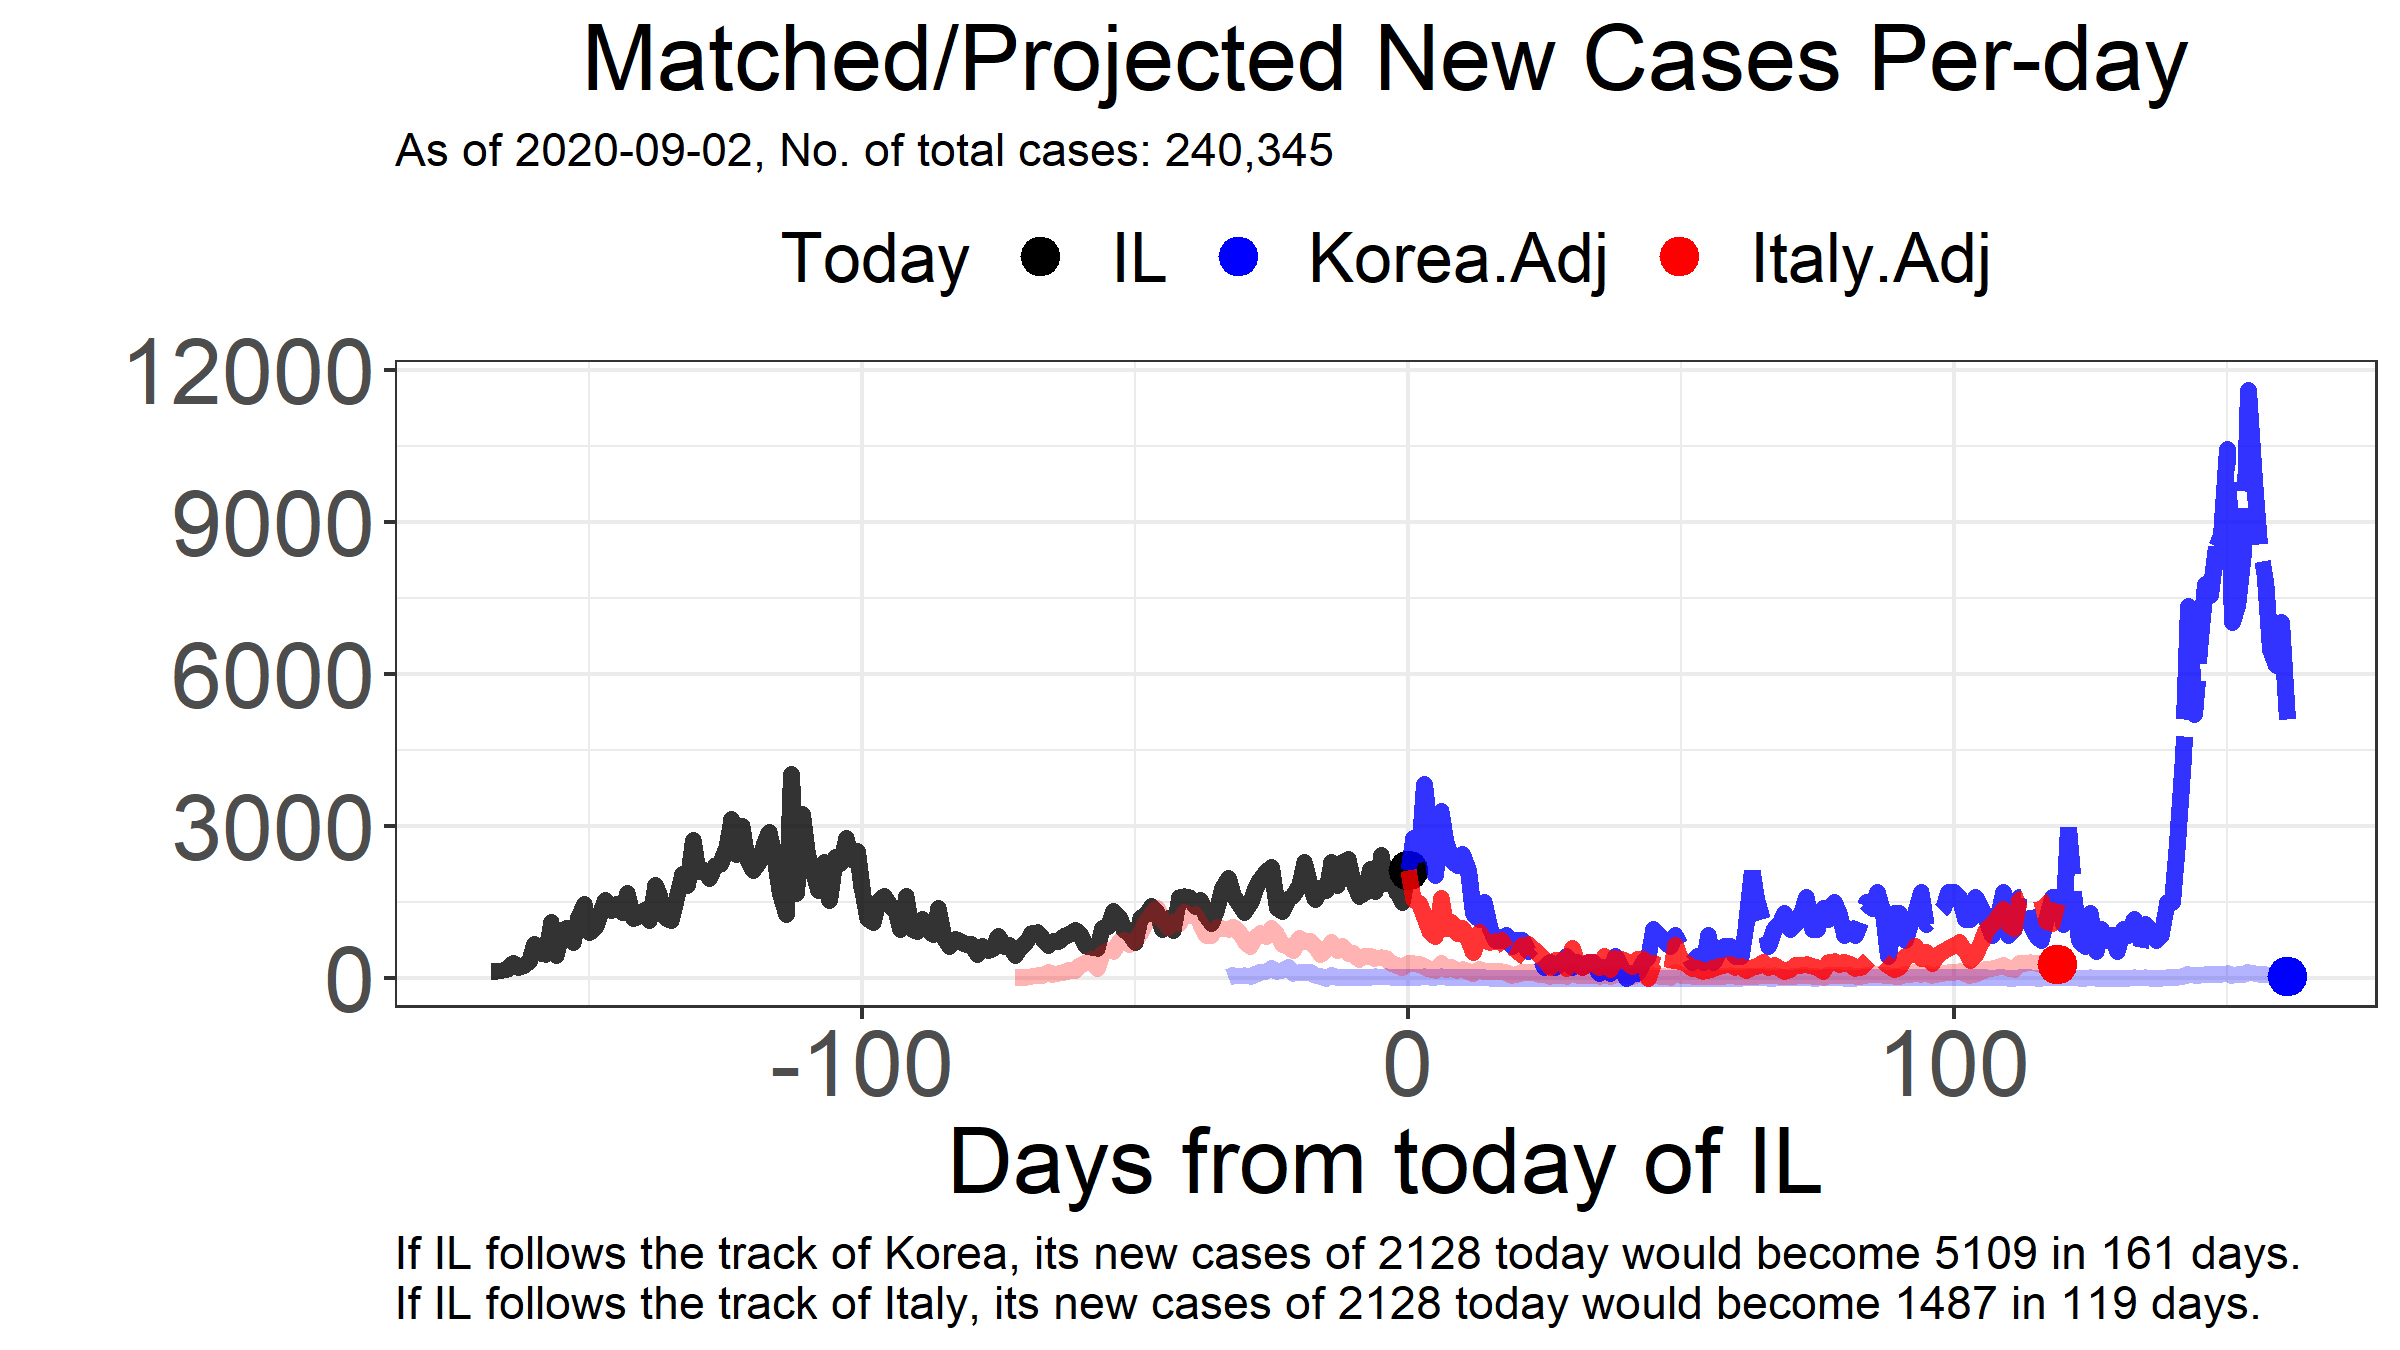 Matched/Projected New Cases Per-day
As of 2020-09-02, No. of total cases: 240,345
Today IL Korea.Adj Italy.Adj
12000
9000
6000
3000
0
-100 0 100
Days from today of IL
If IL follows the track of Korea, its new cases of 2128 today would become 5109 in 161 days.
If IL follows the track of Italy, its new cases of 2128 today would become 1487 in 119 days.